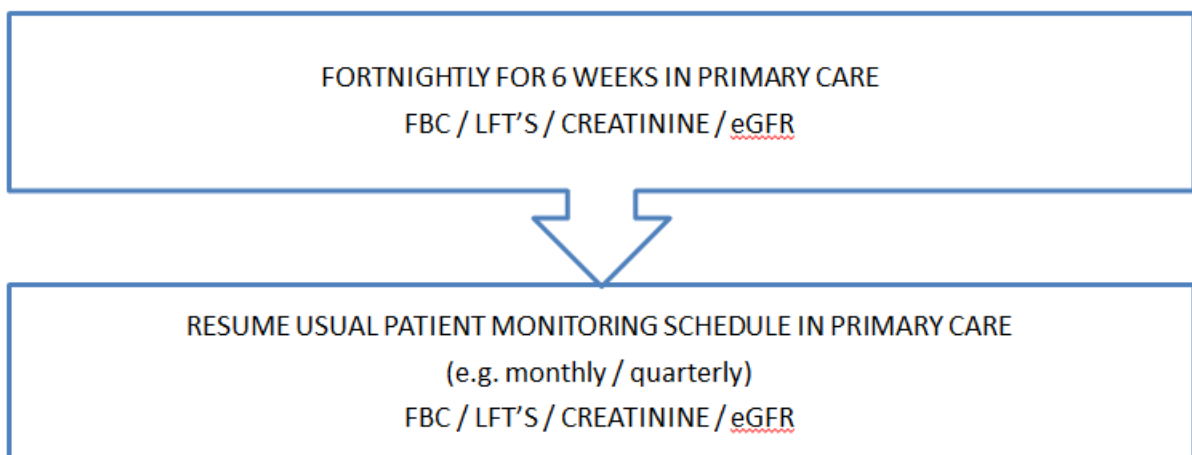 FORTNIGHTLY FOR 6 WEEKS IN PRIMARY CARE
FBC / LFT’S / CREATININE / eGFR
RESUME USUAL PATIENT MONITORING SCHEDULE IN PRIMARY CARE
(e.g. monthly / quarterly)
FBC / LFT’S / CREATININE / eGFR